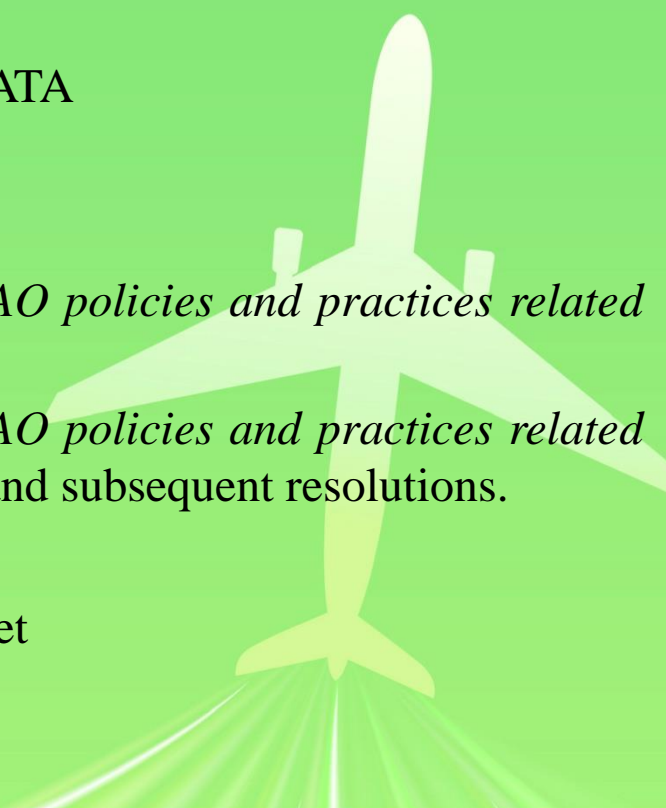 ATA
AO policies and practices related
AO policies and practices related
nd subsequent resolutions.
et